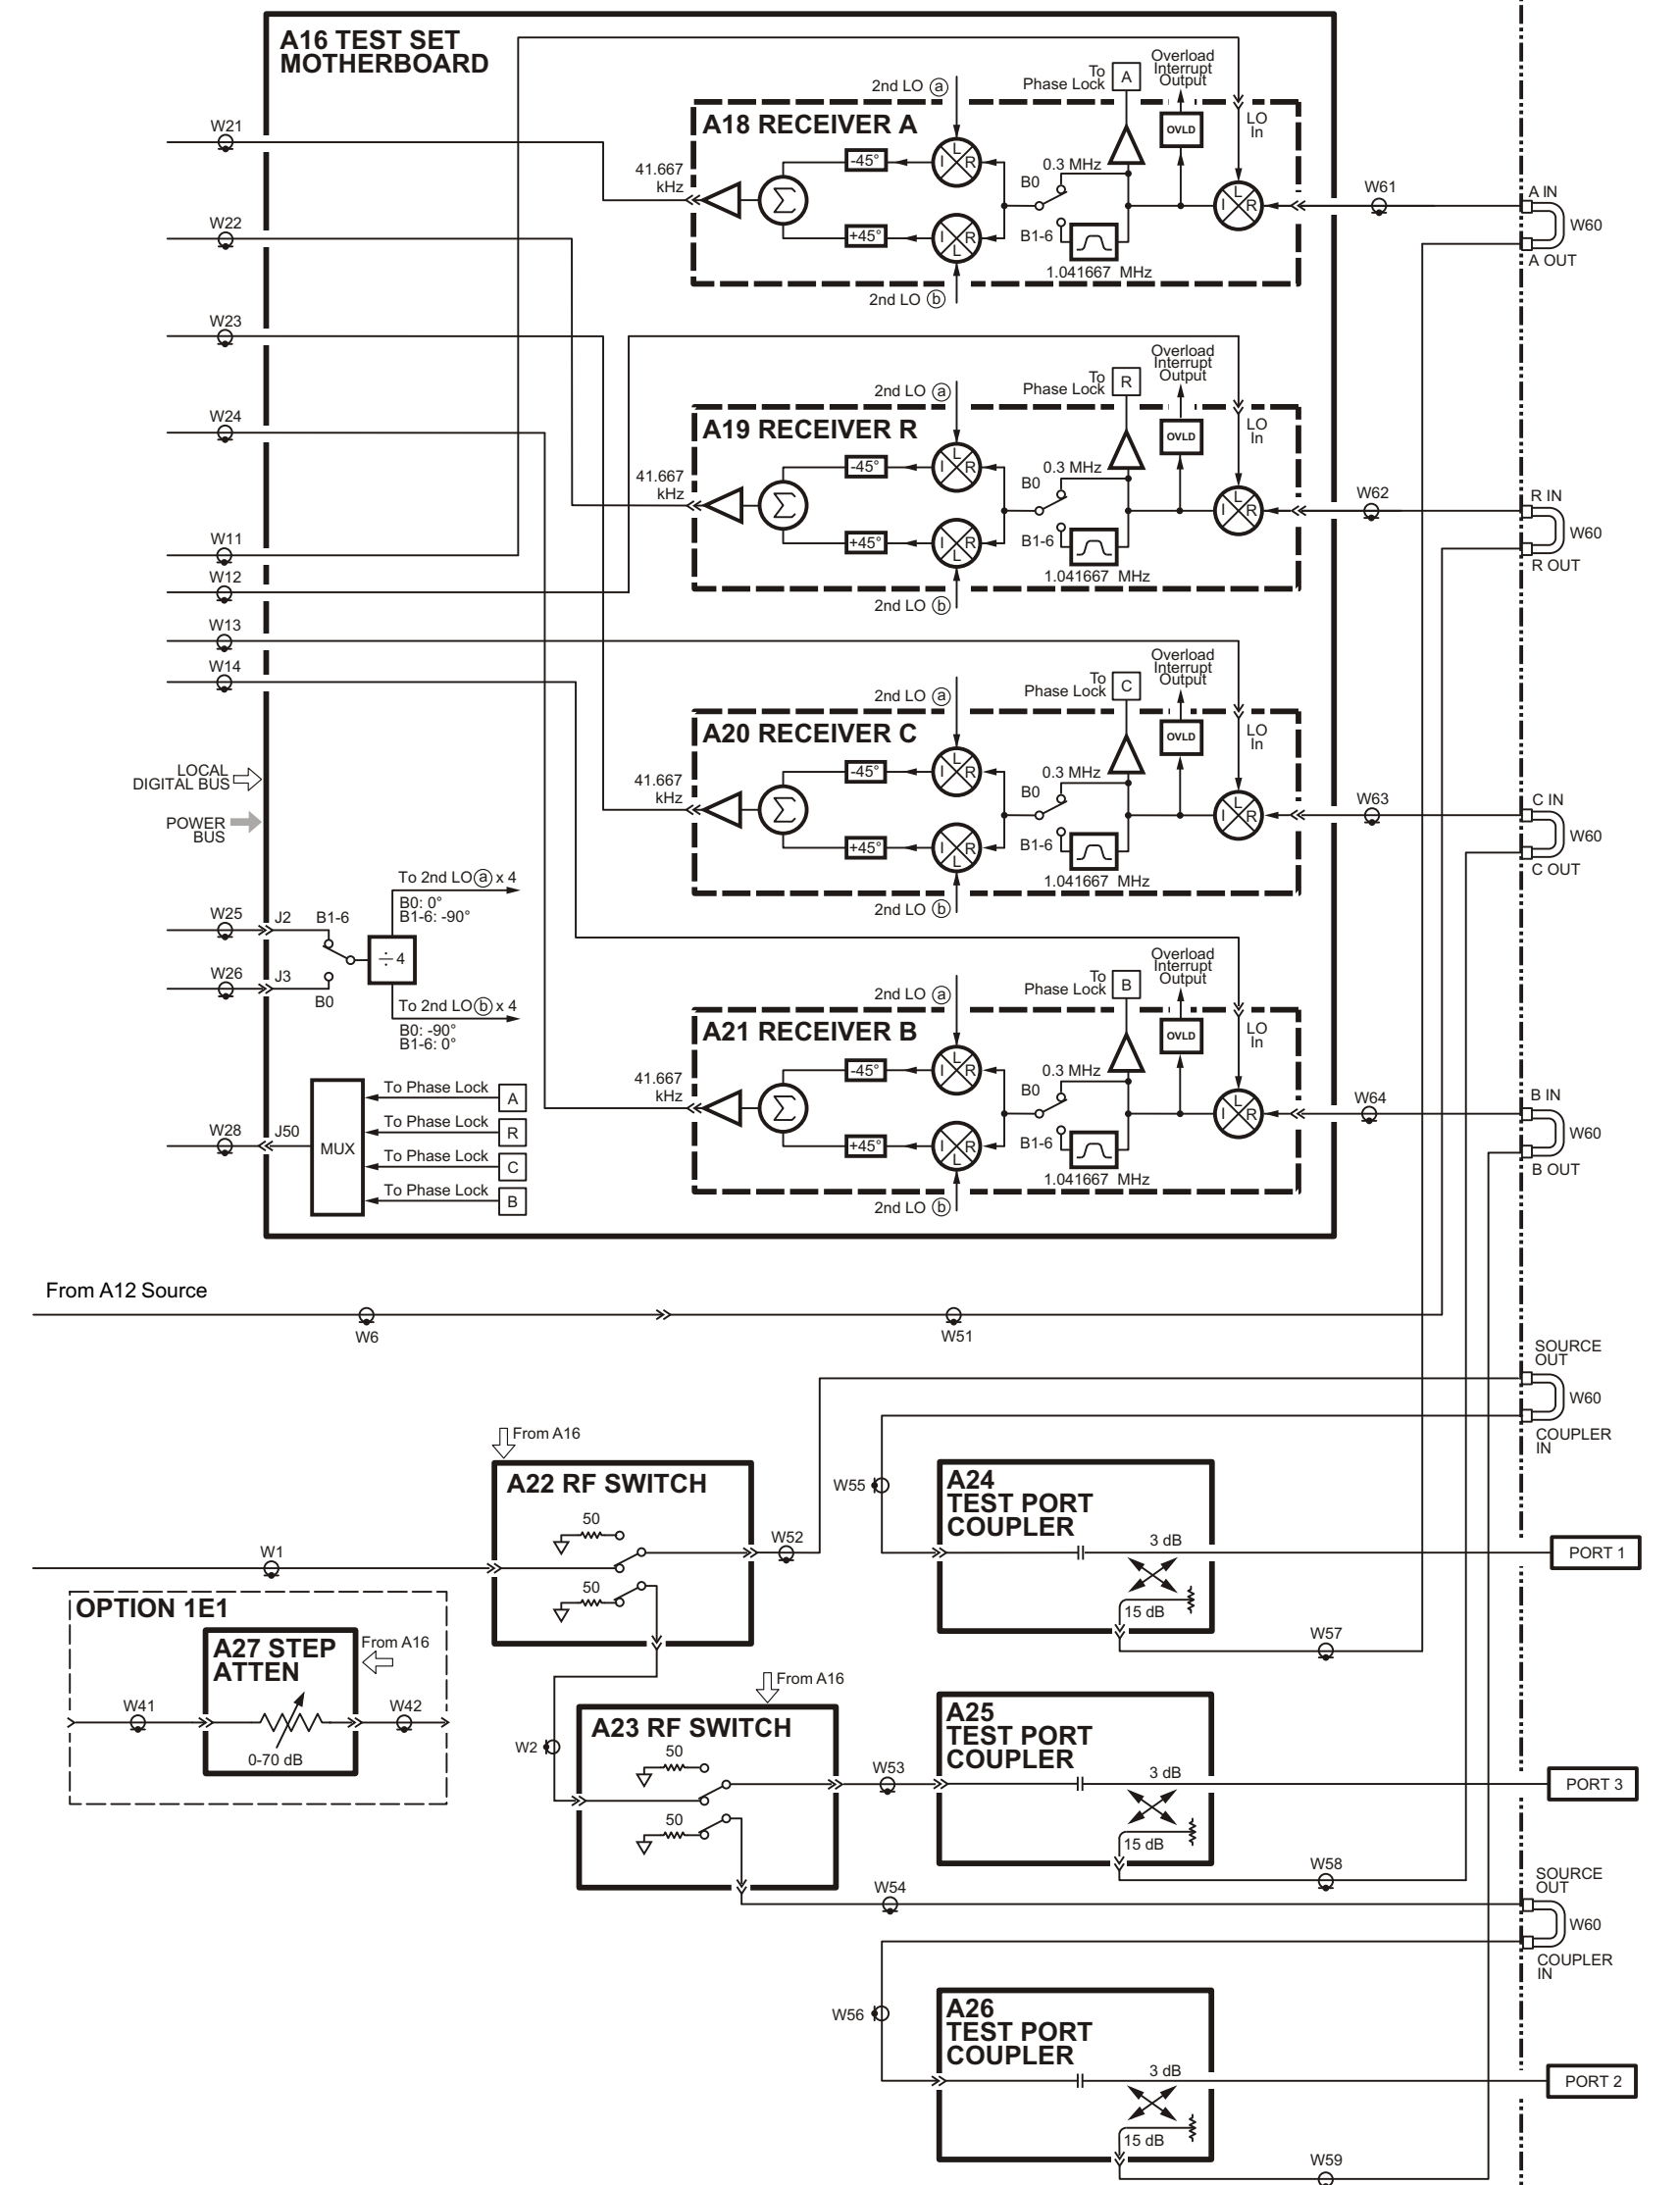 A16 TEST SET
MOTHERBOARD
W21
W22
W23
W24
W11
W12
W13
W14
LOCAL
DIGITAL BUS
POWER
BUS
W25
J2
B1-6
W26
J3
B0
÷4
To 2nd LO ⓐ x 4
B0: 0°
B1-6: -90°
To 2nd LO ⓑ x 4
B0: -90°
B1-6: 0°
W28
J50
MUX
To Phase Lock A
To Phase Lock R
To Phase Lock C
To Phase Lock B
2nd LO ⓐ
To
Phase Lock
A
Overload
Interrupt
Output
A18 RECEIVER A
OVLD
LO
In
41.667
kHz
Σ
-45°
+45°
I
L
R
I
L
R
0.3 MHz
B0
B1-6
1.041667 MHz
I
L
R
2nd LO ⓑ
W61
A IN
W60
A OUT
2nd LO ⓐ
To
Phase Lock
R
Overload
Interrupt
Output
A19 RECEIVER R
OVLD
LO
In
41.667
kHz
Σ
-45°
+45°
I
L
R
I
L
R
0.3 MHz
B0
B1-6
1.041667 MHz
I
L
R
2nd LO ⓑ
W62
R IN
W60
R OUT
2nd LO ⓐ
To
Phase Lock
C
Overload
Interrupt
Output
A20 RECEIVER C
OVLD
LO
In
41.667
kHz
Σ
-45°
+45°
I
L
R
I
L
R
0.3 MHz
B0
B1-6
1.041667 MHz
I
L
R
2nd LO ⓑ
W63
C IN
W60
C OUT
2nd LO ⓐ
To
Phase Lock
B
Overload
Interrupt
Output
A21 RECEIVER B
OVLD
LO
In
41.667
kHz
Σ
-45°
+45°
I
L
R
I
L
R
0.3 MHz
B0
B1-6
1.041667 MHz
I
L
R
2nd LO ⓑ
W64
B IN
W60
B OUT
From A12 Source
W6
W51
SOURCE
OUT
W60
COUPLER
IN
From A16
A22 RF SWITCH
50
50
W1
W52
W55
A24
TEST PORT
COUPLER
3 dB
15 dB
W57
PORT 1
OPTION 1E1
A27 STEP
ATTEN
From A16
W41
W42
0-70 dB
From A16
W2
A23 RF SWITCH
50
50
W53
A25
TEST PORT
COUPLER
3 dB
15 dB
W58
PORT 3
W54
SOURCE
OUT
W60
COUPLER
IN
W56
A26
TEST PORT
COUPLER
3 dB
15 dB
W59
PORT 2